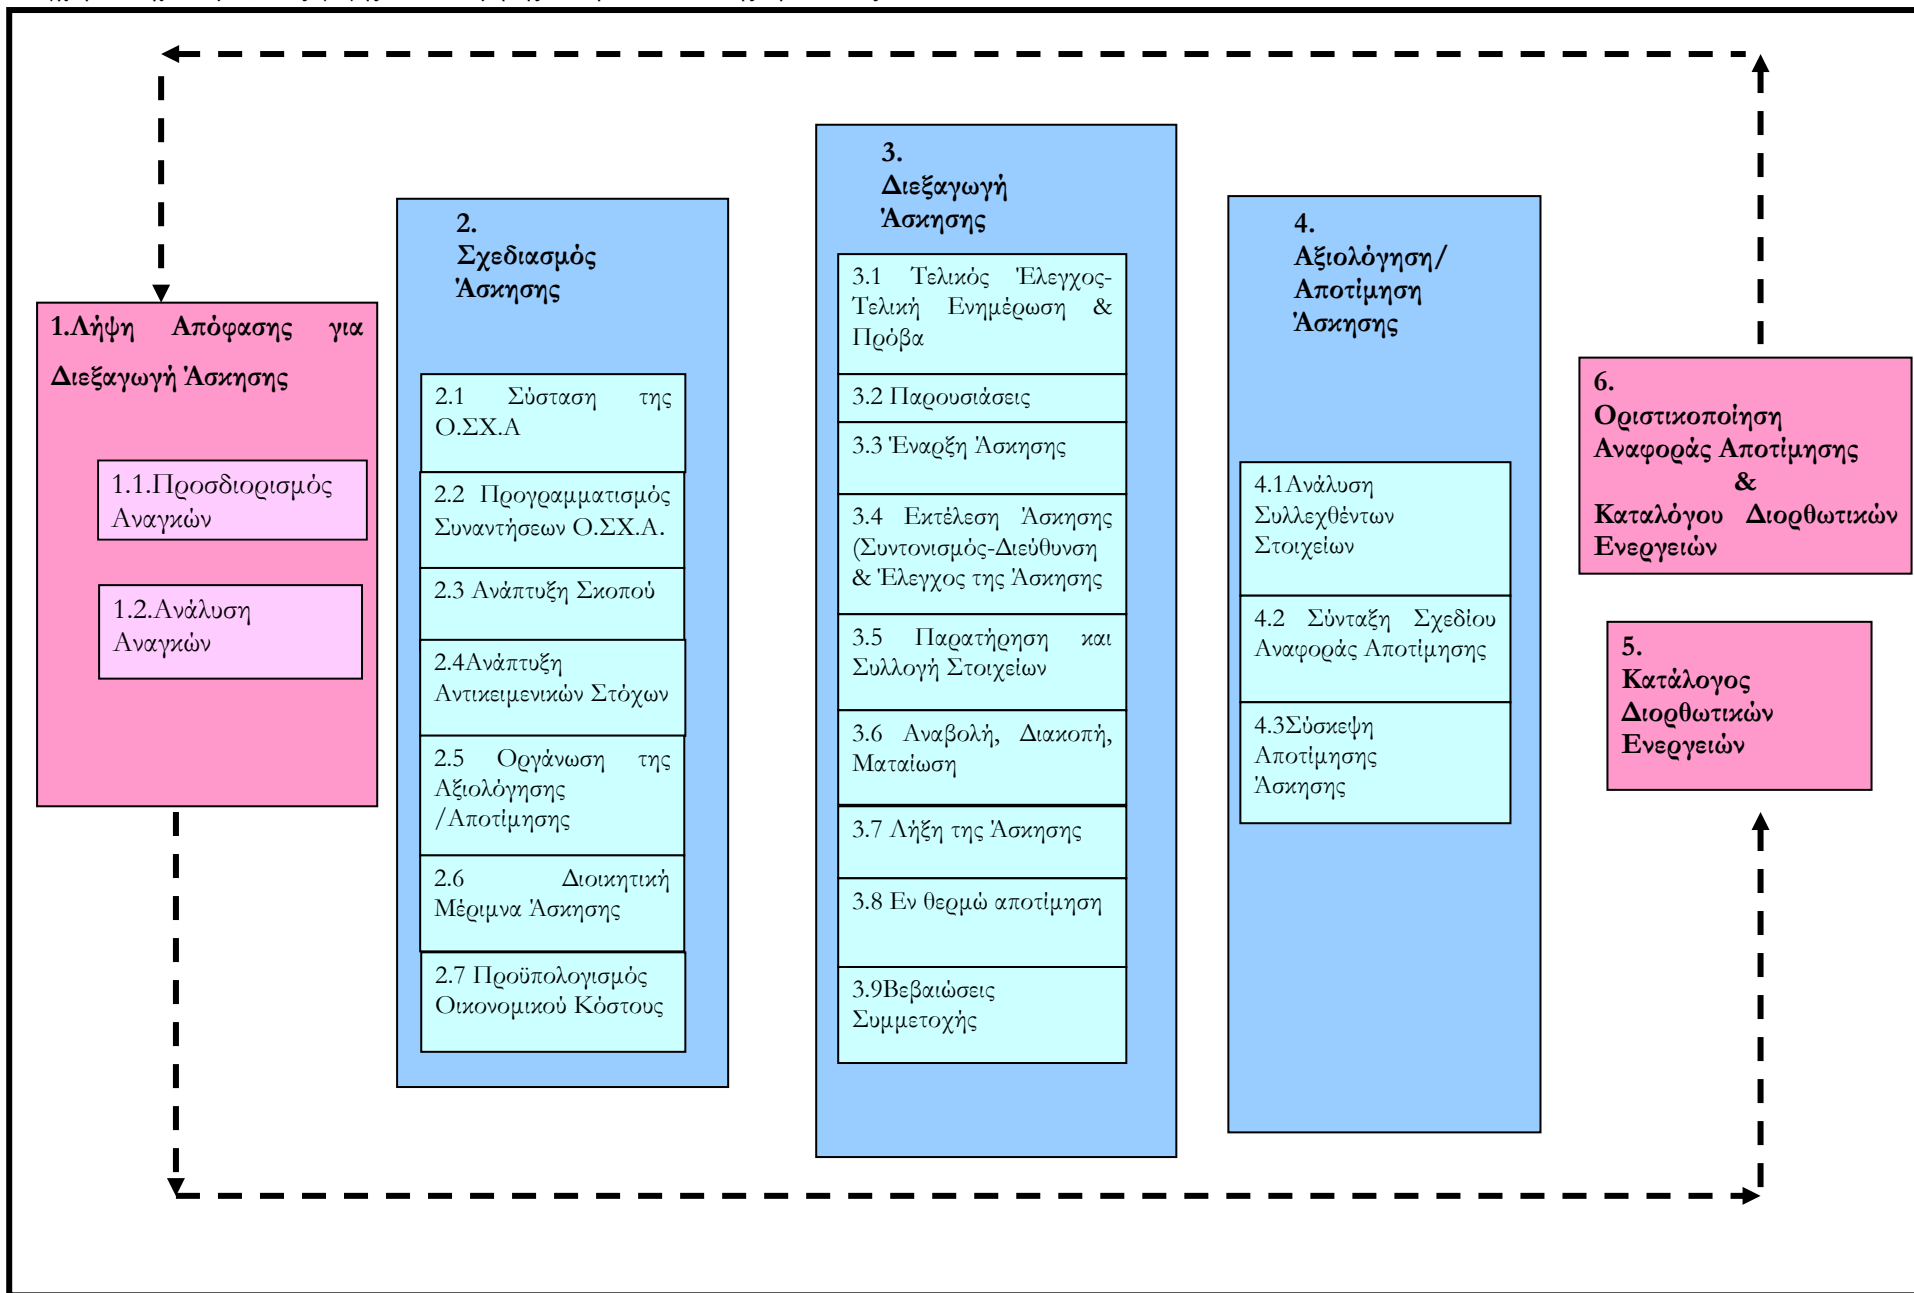 1.Λήψη Απόφασης για
Διεξαγωγή Άσκησης
1.1.Προσδιορισμός
Αναγκών
1.2.Ανάλυση
Αναγκών
2.
Σχεδιασμός
Άσκησης
2.1 Σύσταση της
Ο.ΣΧ.Α
2.2 Προγραμματισμός
Συναντήσεων Ο.ΣΧ.Α.
2.3 Ανάπτυξη Σκοπού
2.4Ανάπτυξη
Αντικειμενικών Στόχων
2.5 Οργάνωση της
Αξιολόγησης
/Αποτίμησης
2.6 Διοικητική
Μέριμνα Άσκησης
2.7 Προϋπολογισμός
Οικονομικού Κόστους
3.
Διεξαγωγή
Άσκησης
3.1 Τελικός Έλεγχος-
Τελική Ενημέρωση &
Πρόβα
3.2 Παρουσιάσεις
3.3 Έναρξη Άσκησης
3.4 Εκτέλεση Άσκησης
(Συντονισμός-Διεύθυνση
& Έλεγχος της Άσκησης
3.5 Παρατήρηση και
Συλλογή Στοιχείων
3.6 Αναβολή, Διακοπή,
Ματαίωση
3.7 Λήξη της Άσκησης
3.8 Εν θερμώ αποτίμηση
3.9Βεβαιώσεις
Συμμετοχής
4.
Αξιολόγηση/
Αποτίμηση
Άσκησης
4.1Ανάλυση
Συλλεχθέντων
Στοιχείων
4.2 Σύνταξη Σχεδίου
Αναφοράς Αποτίμησης
4.3Σύσκεψη
Αποτίμησης
Άσκησης
6.
Οριστικοποίηση
Αναφοράς Αποτίμησης
&
Καταλόγου Διορθωτικών
Ενεργειών
5.
Κατάλογος
Διορθωτικών
Ενεργειών